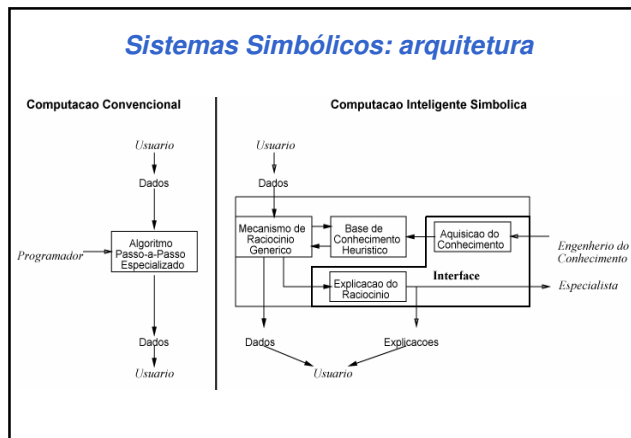 Sistemas Simbólicos: arquitetura
Computacao Convencional
Usuario
Dados
Programador
Algoritmo
Passo-a-Passo
Especializado
Dados
Usuario
Computacao Inteligente Simbolica
Usuario
Dados
Mecanismo de
Raciocinio
Generico
Base de
Conhecimento
Heuristico
Aquisicao do
Conhecimento
Engenherio do
Conhecimento
Interface
Explicacao do
Raciocinio
Especialista
Dados
Explicacoes
Usuario